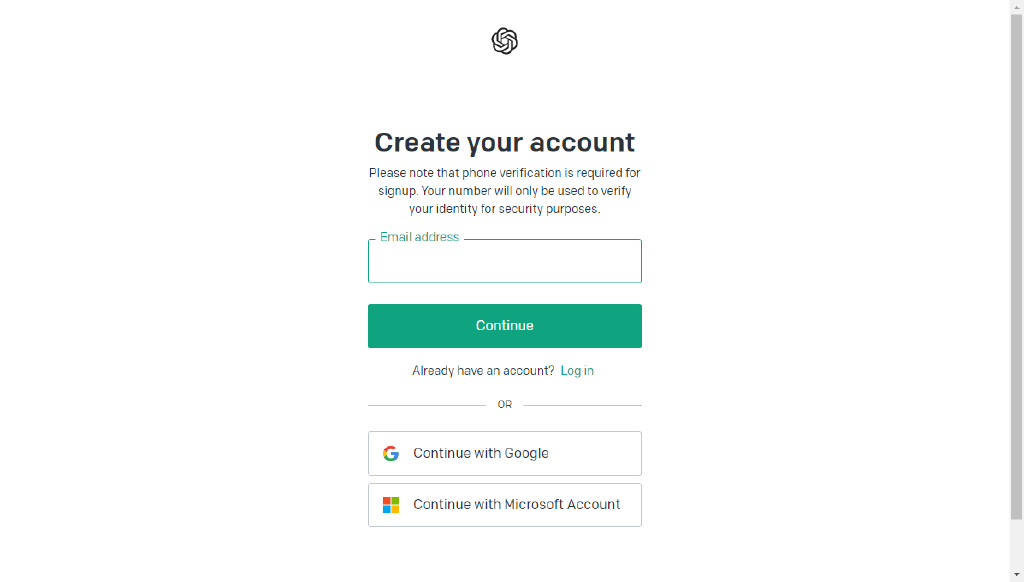 Create your account
Please note that phone verification is required for
signup. Your number will only be used to verify
your identity for security purposes.
Email address
Continue
Already have an account? Log in
OR
Continue with Google
Continue with Microsoft Account